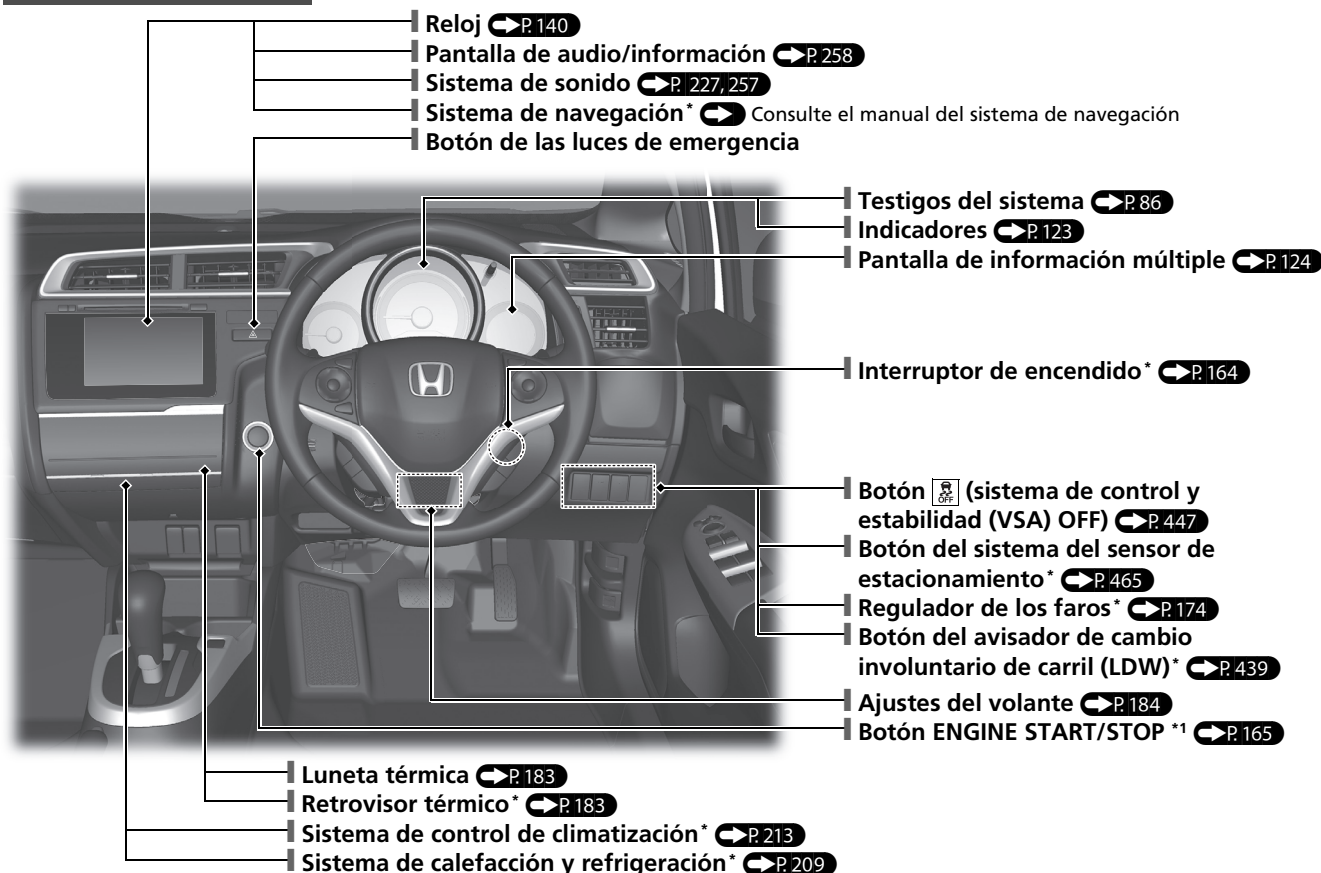 Reloj P. 140
Pantalla de audio/información P. 258
Sistema de sonido P. 227, 257
Sistema de navegación* Consulte el manual del sistema de navegación
Botón de las luces de emergencia
Testigos del sistema P. 86
Indicadores P. 123
Pantalla de información múltiple P. 124
Interruptor de encendido* P. 164
Botón OFF (sistema de control y
estabilidad (VSA) OFF) P. 447
Botón del sistema del sensor de
estacionamiento* P. 465
Regulador de los faros* P. 174
Botón del avisador de cambio
involuntario de carril (LDW)* P. 439
Ajustes del volante P. 184
Botón ENGINE START/STOP *1 P. 165
Luneta térmica P. 183
Retrovisor térmico* P. 183
Sistema de control de climatización* P. 213
Sistema de calefacción y refrigeración* P. 209